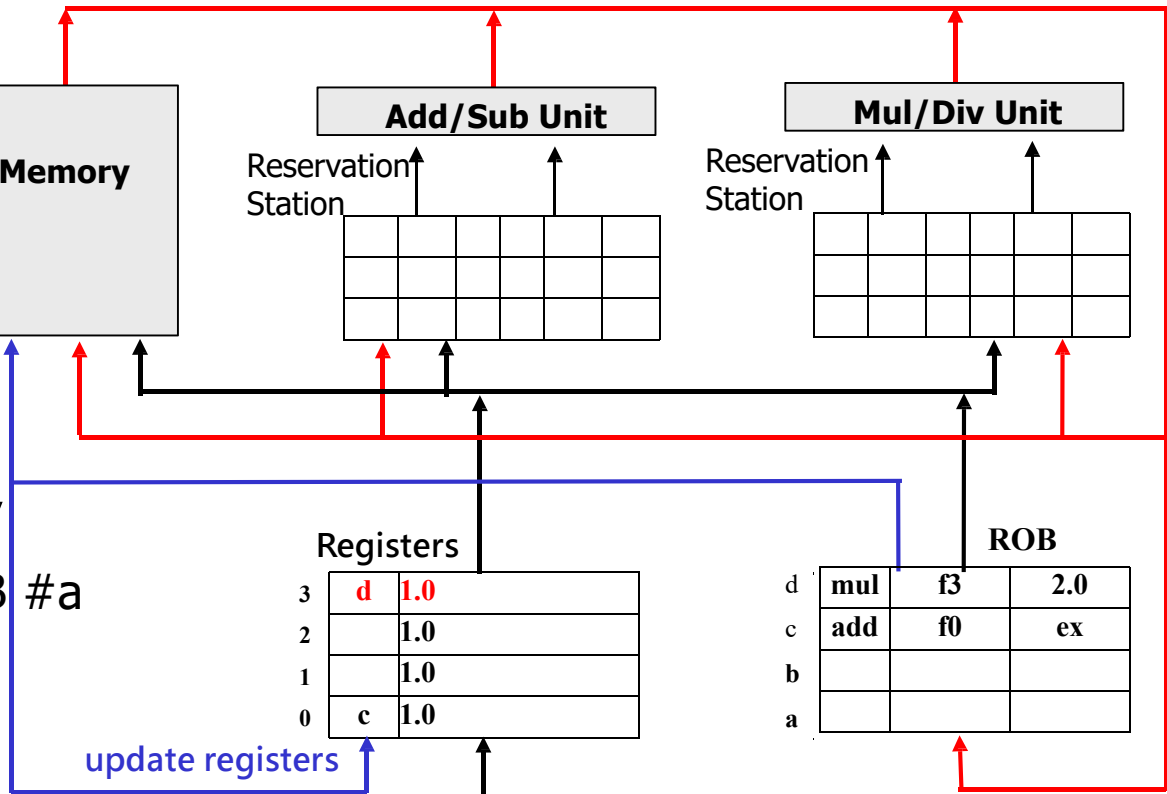 Memory
Add/Sub Unit
Mul/Div Unit
Reservation
Station
Reservation
Station
#a
Registers
3 d 1.0
2 1.0
1 1.0
0 c 1.0
update registers
ROB
d mul f3 2.0
c add f0 ex
b
a